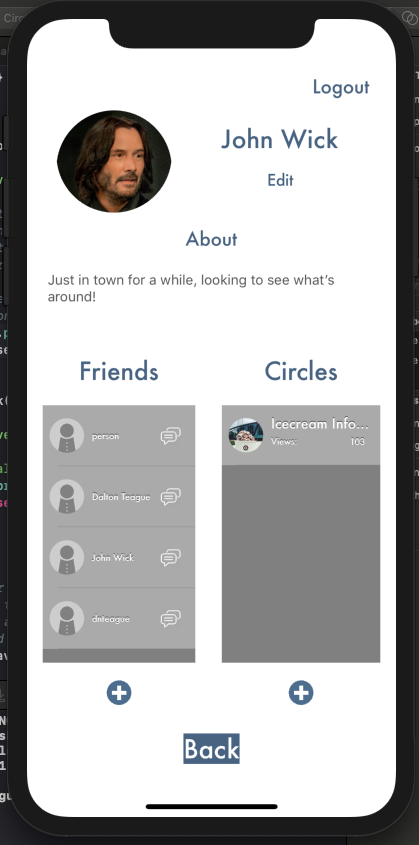 Logout
John Wick
Edit
About
Just in town for a while, looking to see what's
around!
Friends
Circles
person
Dalton Teague
John Wick
dnteague
Icecream Info...
Views:
103
Back